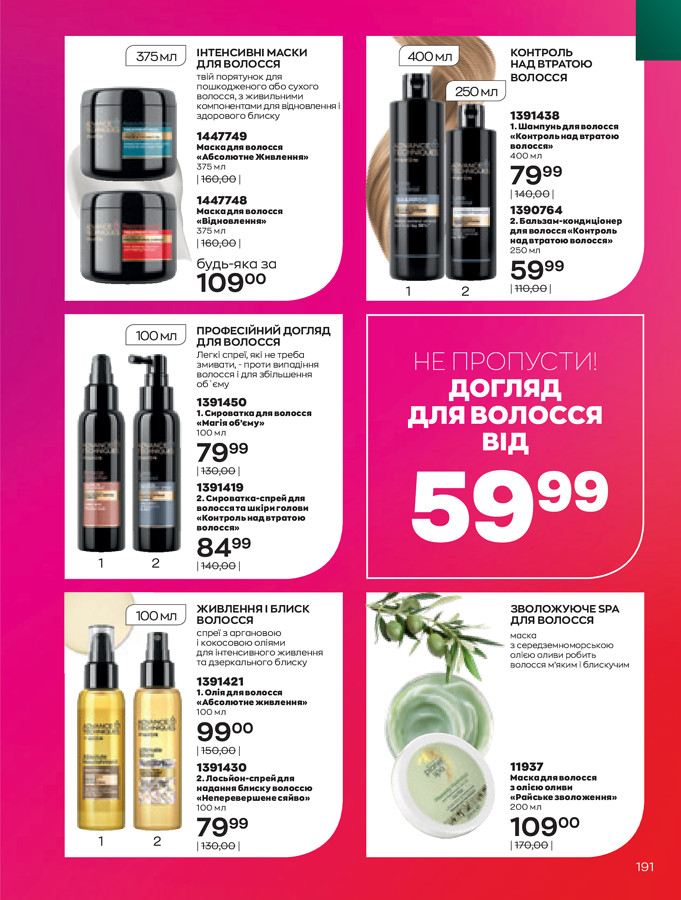 375 мл
ІНТЕНСИВНІ МАСКИ
ДЛЯ ВОЛОССЯ
твій порятунок для
пошкодженого або сухого
волосся, з живильними
компонентами для відновлення і
здорового блиску
1447749
Маска для волосся
«Абсолютне Живлення»
375 мл
|160,00|
1447748
Маска для волосся
«Відновлення»
375 мл
|160,00|
будь-яка за
109⁰⁰
400 мл
250 мл
КОНТРОЛЬ
НАД ВТРАТОЮ
ВОЛОССЯ
1391438
1. Шампунь для волосся
«Контроль над втратою
волосся»
400 мл
79⁹⁹
|140,00|
1390764
2. Бальзам-кондиціонер
для волосся «Контроль
над втратою волосся»
250 мл
59⁹⁹
|110,00|
1 2
100 мл
ПРОФЕСІЙНИЙ ДОГЛЯД
ДЛЯ ВОЛОССЯ
Легкі спреї, які не треба
змивати, - проти випадіння
волосся і для збільшення
об`єму
1391450
1. Сироватка для волосся
«Магія об'єму»
100 мл
79⁹⁹
|130,00|
1391419
2. Сироватка-спрей для
волосся та шкіри голови
«Контроль над втратою
волосся»
84⁹⁹
|140,00|
1 2
НЕ ПРОПУСТИ!
ДОГЛЯД
ДЛЯ ВОЛОССЯ
ВІД
59⁹⁹
100 мл
ЖИВЛЕННЯ І БЛИСК
ВОЛОССЯ
спреї з аргановою
і кокосовою оліями
для інтенсивного живлення
та дзеркального блиску
1391421
1. Олія для волосся
«Абсолютне живлення»
100 мл
99⁰⁰
|150,00|
1391430
2. Лосьйон-спрей для
надання блиску волоссю
«Неперевершене сяйво»
100 мл
79⁹⁹
|130,00|
1 2
ЗВОЛОЖУЮЧЕ SPA
ДЛЯ ВОЛОССЯ
маска
з середземноморською
олією оливи робить
волосся м'яким і блискучим
planet
spa
11937
Маска для волосся
з олією оливи
«Райське зволоження»
200 мл
109⁰⁰
|170,00|
191